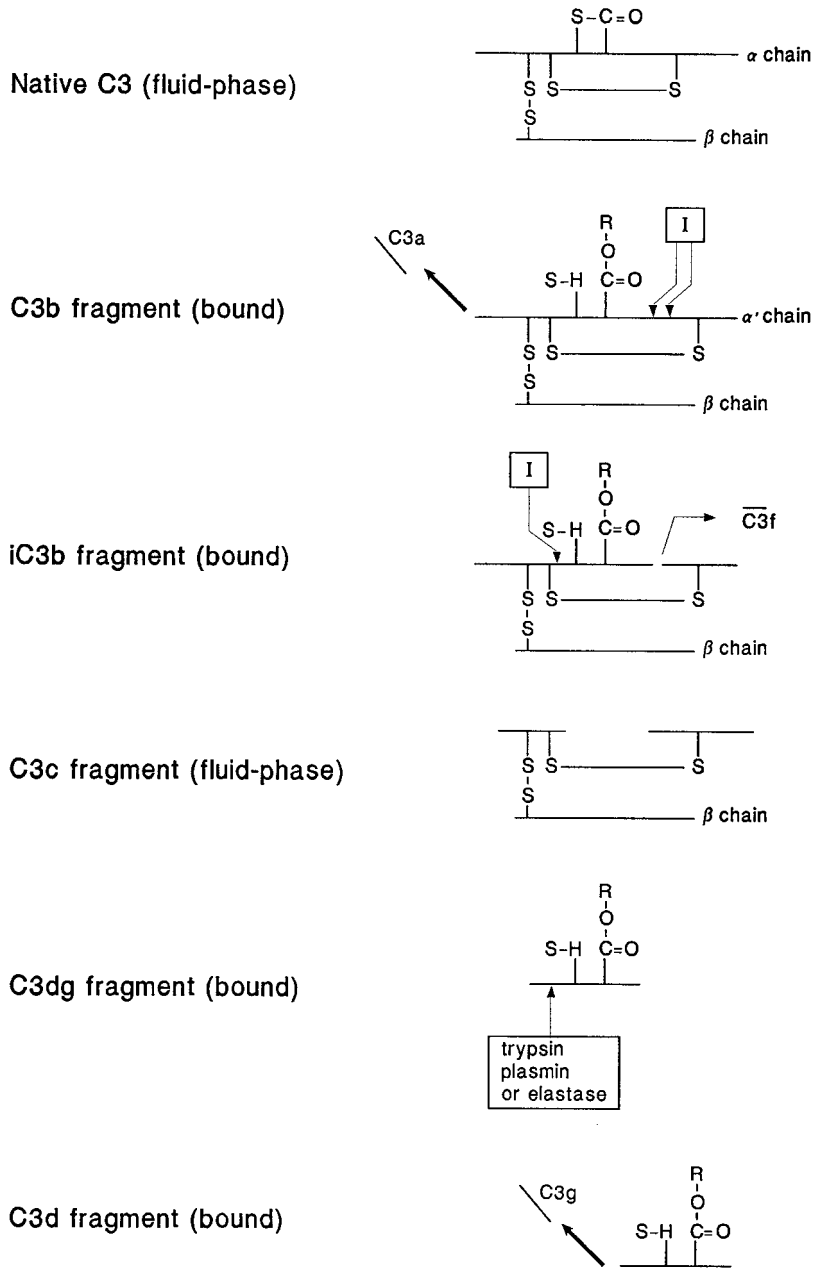 S-C=O
α chain
Native C3 (fluid-phase)
S S S
S
β chain
R
O
C3a
I
S-H C=O
C3b fragment (bound)
α' chain
S S S
S
β chain
I
R
O
S-H C=O
C3f
iC3b fragment (bound)
S S S
S
β chain
C3c fragment (fluid-phase)
S S S
S
β chain
R
O
S-H C=O
C3dg fragment (bound)
trypsin
plasmin
or elastase
R
C3g
O
S-H C=O
C3d fragment (bound)